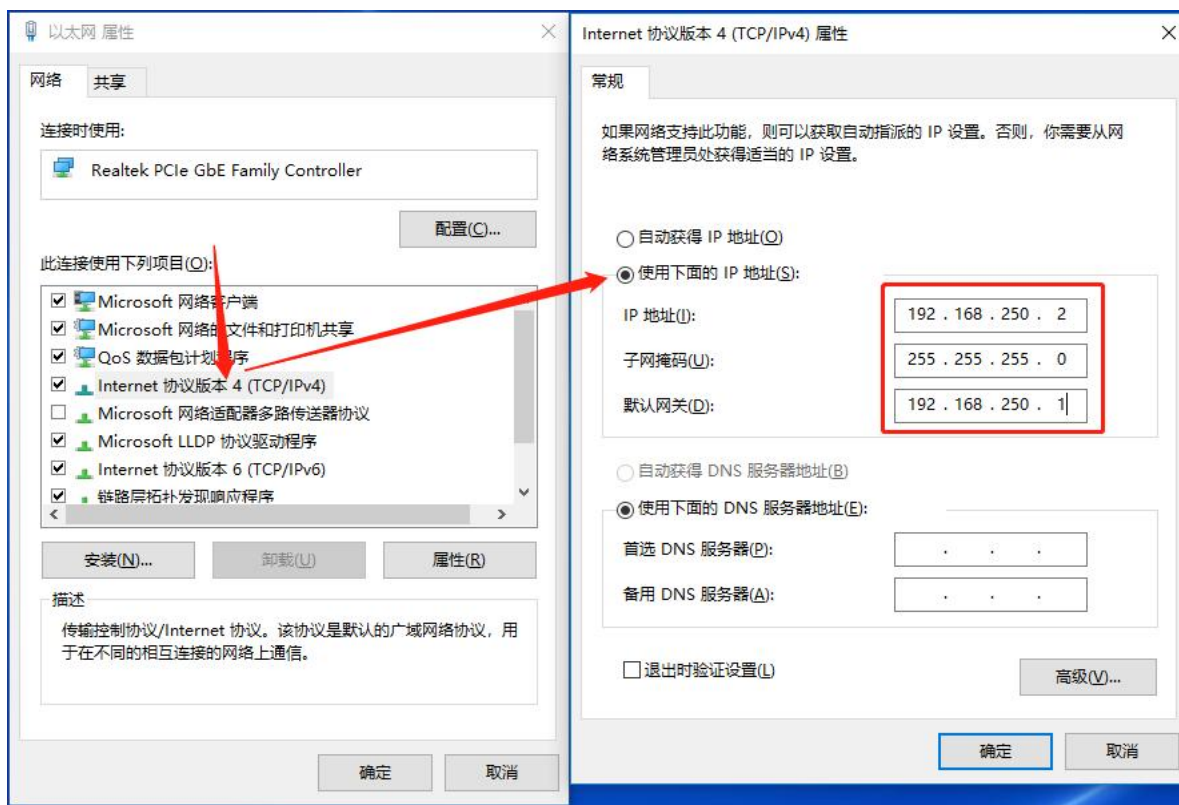 以太网 属性
网络
共享
连接时使用:
Realtek PCIe GbE Family Controller
配置(C)...
此连接使用下列项目(O):
Microsoft 网络客户端
Microsoft 网络的文件和打印机共享
QoS 数据包计划程序
Internet 协议版本 4 (TCP/IPv4)
Microsoft 网络适配器多路传送器协议
Microsoft LLDP 协议驱动程序
Internet 协议版本 6 (TCP/IPv6)
链路层拓扑发现响应程序
安装(N)...
卸载(U)
属性(R)
描述
传输控制协议/Internet 协议。该协议是默认的广域网络协议，用
于在不同的相互连接的网络上通信。
确定
取消
Internet 协议版本 4 (TCP/IPv4) 属性
常规
如果网络支持此功能，则可以获取自动指派的 IP 设置。否则，你需要从网
络系统管理员处获得适当的 IP 设置。
自动获得 IP 地址(O)
使用下面的 IP 地址(S):
IP 地址(I):
192 . 168 . 250 . 2
子网掩码(U):
255 . 255 . 255 . 0
默认网关(D):
192 . 168 . 250 . 1
自动获得 DNS 服务器地址(B)
使用下面的 DNS 服务器地址(E):
首选 DNS 服务器(P):
. . .
备用 DNS 服务器(A):
. . .
退出时验证设置(L)
高级(V)...
确定
取消